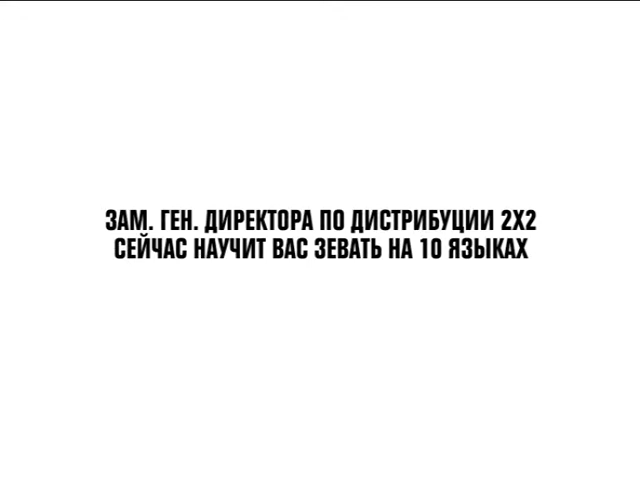 ЗАМ. ГЕН. ДИРЕКТОРА ПО ДИСТРИБУЦИИ 2Х2
СЕЙЧАС НАУЧИТ ВАС ЗЕВАТЬ НА 10 ЯЗЫКАХ